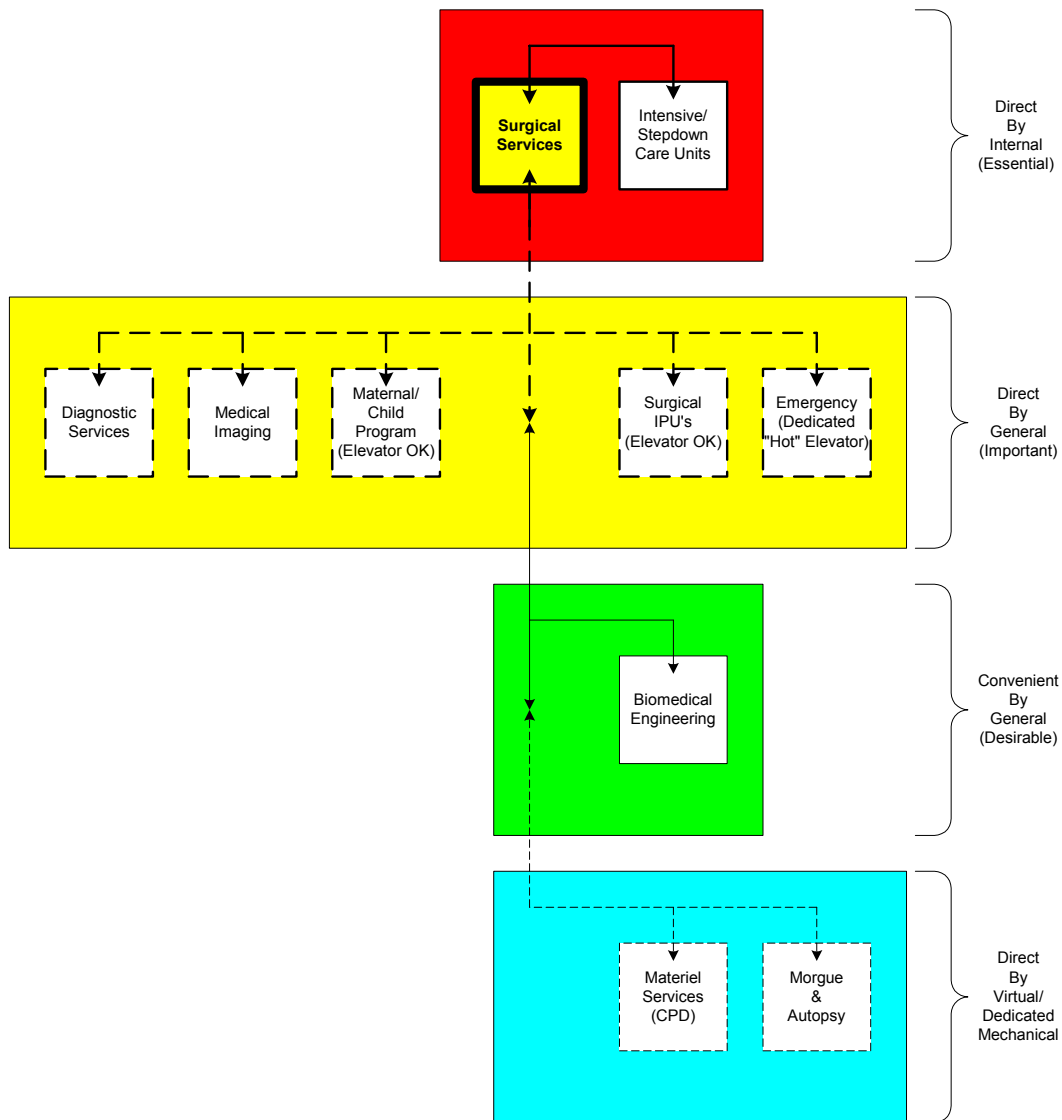 Surgical
Services
Intensive/
Stepdown
Care Units
Direct
By
Internal
(Essential)
Diagnostic
Services
Medical
Imaging
Maternal/
Child
Program
(Elevator OK)
Surgical
IPU's
(Elevator OK)
Emergency
(Dedicated
"Hot" Elevator)
Direct
By
General
(Important)
Biomedical
Engineering
Convenient
By
General
(Desirable)
Materiel
Services
(CPD)
Morgue
&
Autopsy
Direct
By
Virtual/
Dedicated
Mechanical